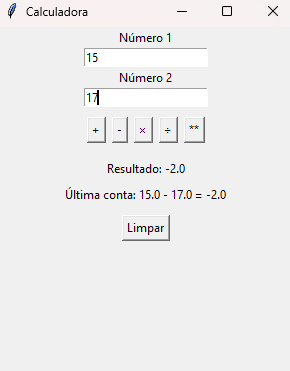 Calculadora
Número 1
15
Número 2
17
+ - × ÷ **
Resultado: -2.0
Última conta: 15.0 - 17.0 = -2.0
Limpar